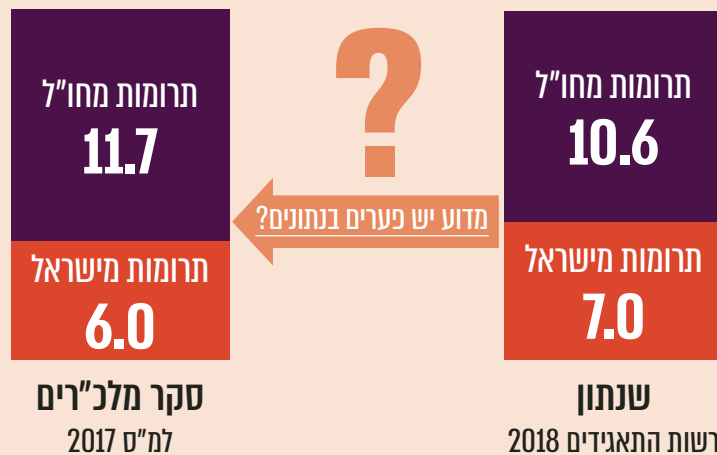 תרומות מחו"ל
10.6
תרומות מישראל
7.0
שנתון
רשות התאגידים 2018
?
מדוע יש פערים בנתונים?
תרומות מחו"ל
11.7
תרומות מישראל
6.0
סקר מלכ"רים
למ"ס 2017